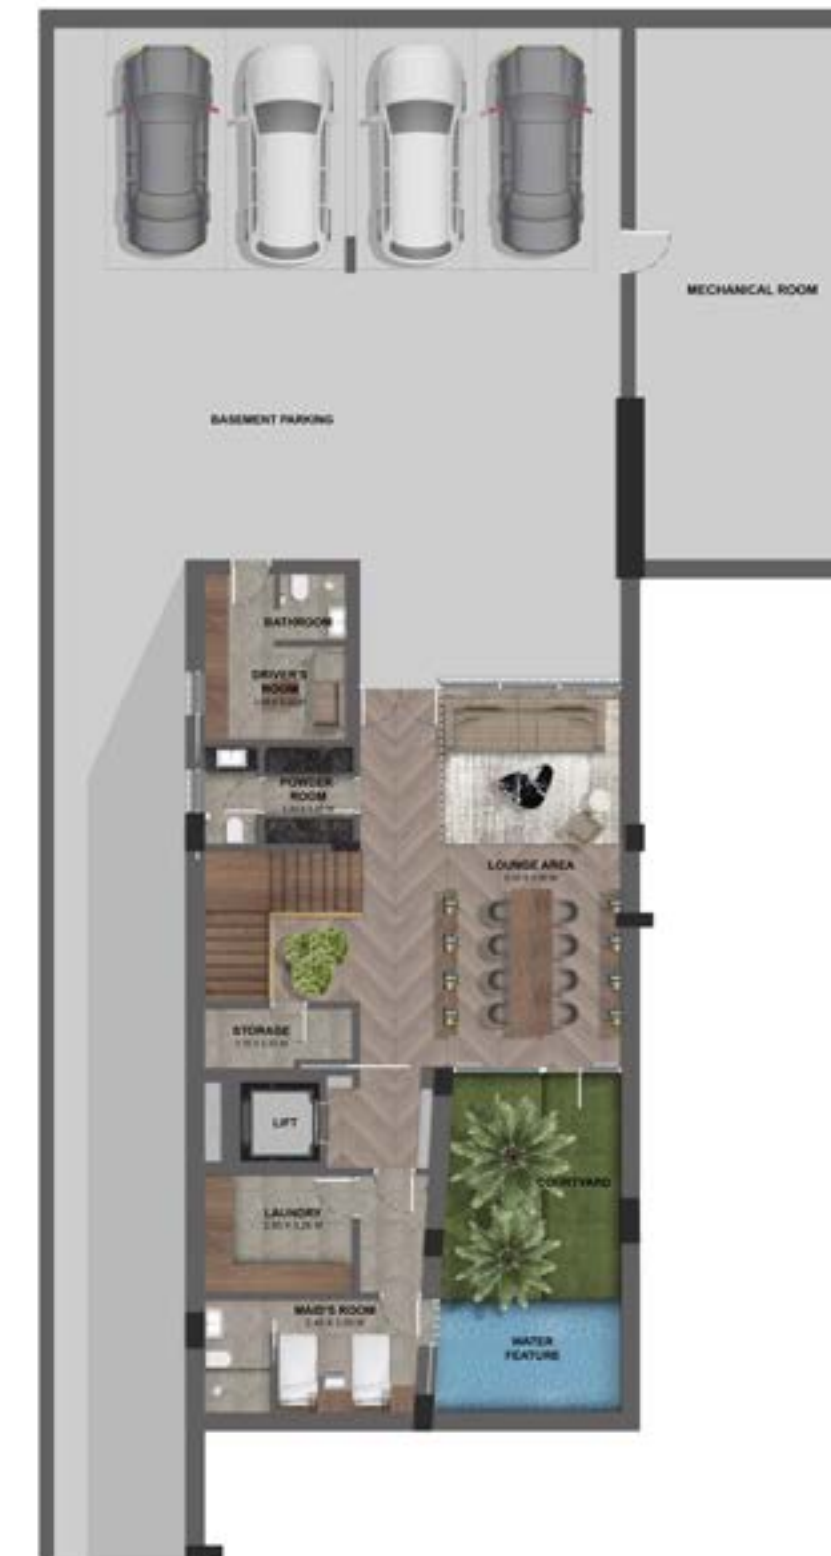 MECHANICAL ROOM
BASEMENT PARKING
BATHROOM
DRIVER'S
ROOM
POWDER
ROOM
LOUNGE AREA
STORAGE
LIFT
COURTYARD
LAUNDRY
MAID'S ROOM
WATER
FEATURE